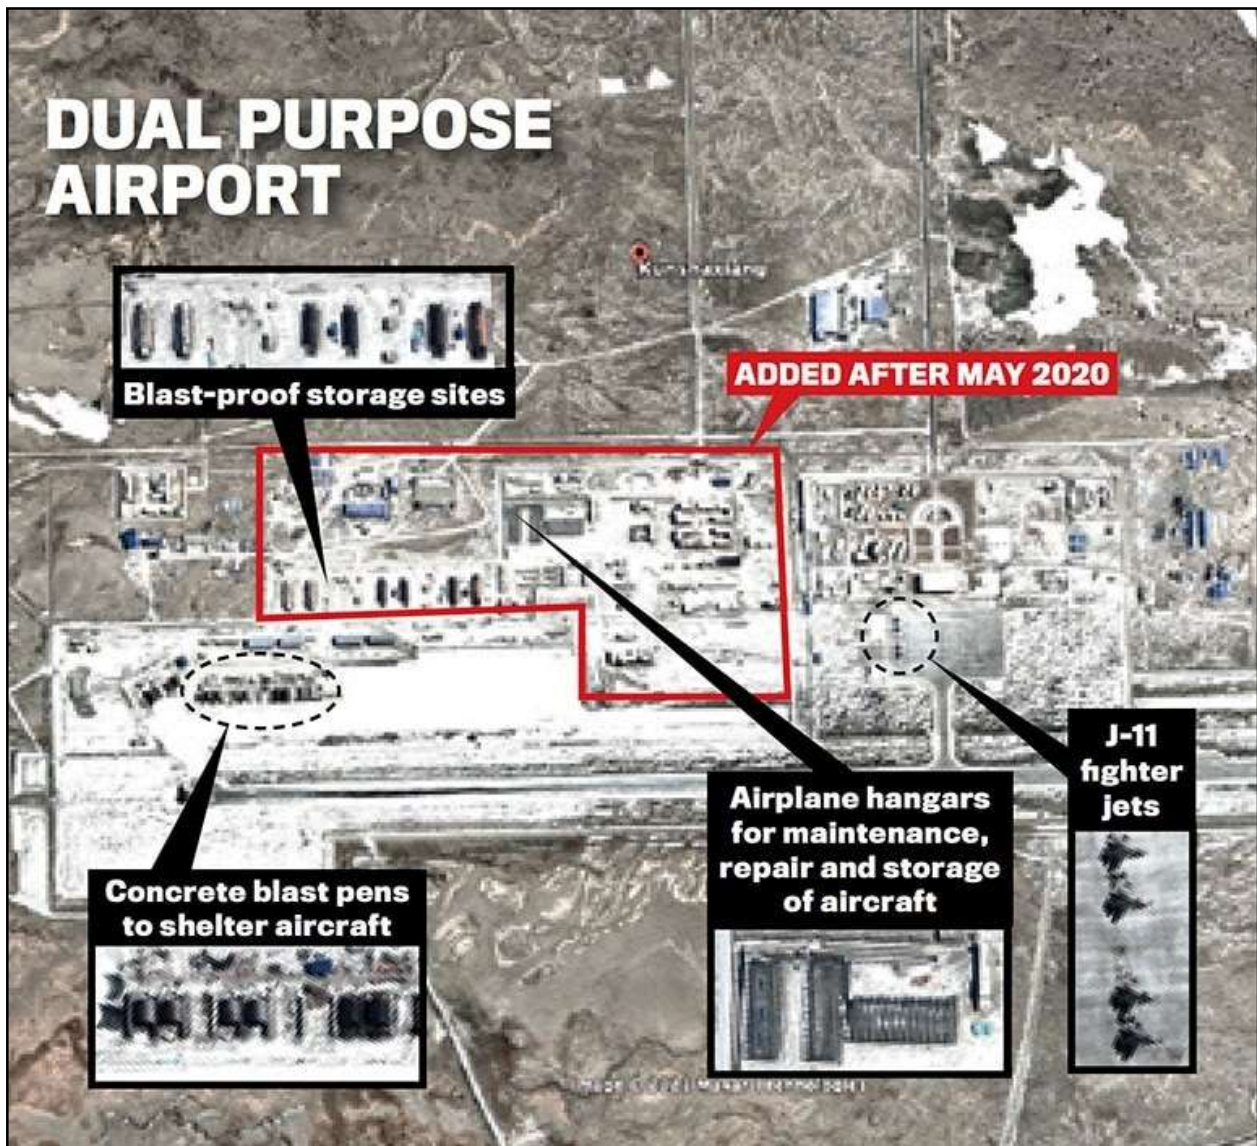 DUAL PURPOSE
AIRPORT
Kunshaxiang
Blast-proof storage sites
ADDED AFTER MAY 2020
J-11
fighter
jets
Airplane hangars
for maintenance,
repair and storage
of aircraft
Concrete blast pens
to shelter aircraft